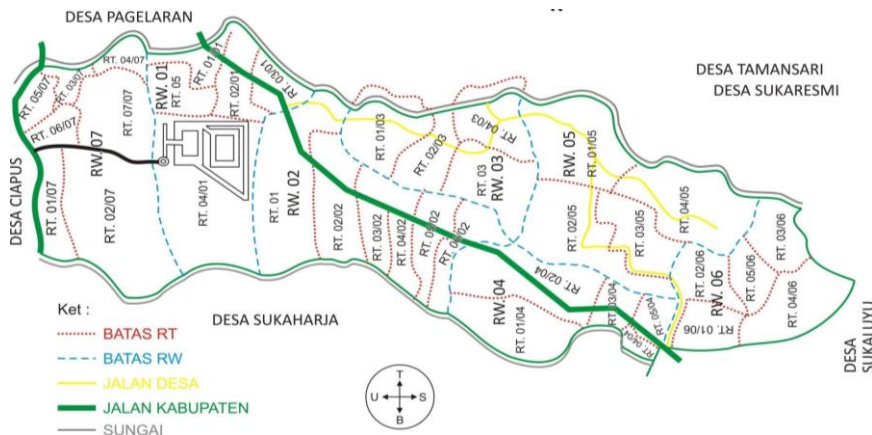 DESA PAGELARAN
DESA TAMANSARI
DESA SUKARESMI
DESA CIAPUS
DESA SUKAHARJA
DESA
SUKALUYU
RT. 05/07
RT. 03/07
RT. 04/07
RT. 06/07
RT. 07/07
RW. 07
RT. 01/07
RT. 02/07
RW. 01
RT. 05
RT. 01/01
RT. 02/01
RT. 03/01
RT. 04/01
RT. 01
RW. 02
RT. 02/02
RT. 03/02
RT. 04/02
RT. 01/03
RT. 02/03
RT. 04/03
RT. 03
RW. 03
RW. 04
RT. 01/04
RT. 02/04
RT. 03/04
RT. 04/04
RT. 05/04
RW. 05
RT. 01/05
RT. 02/05
RT. 03/05
RT. 04/05
RT. 02/06
RW. 06
RT. 05/06
RT. 03/06
RT. 04/06
RT. 01/06
Ket :
BATAS RT
BATAS RW
JALAN DESA
JALAN KABUPATEN
SUNGAI
T
U
S
B